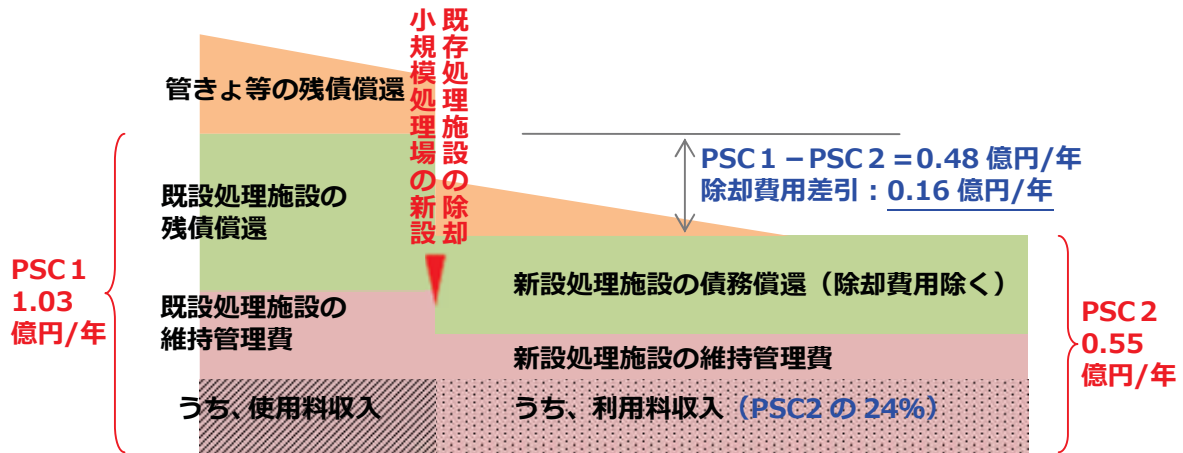 既存処理施設の除却
小規模処理場の新設
管きょ等の残債償還
PSC1－PSC2＝0.48 億円/年
除却費用差引：0.16 億円/年
既設処理施設の
残債償還
PSC1
1.03
億円/年
既設処理施設の
維持管理費
新設処理施設の債務償還（除却費用除く）
新設処理施設の維持管理費
PSC2
0.55
億円/年
うち、使用料収入
うち、利用料収入（PSC2 の 24%）